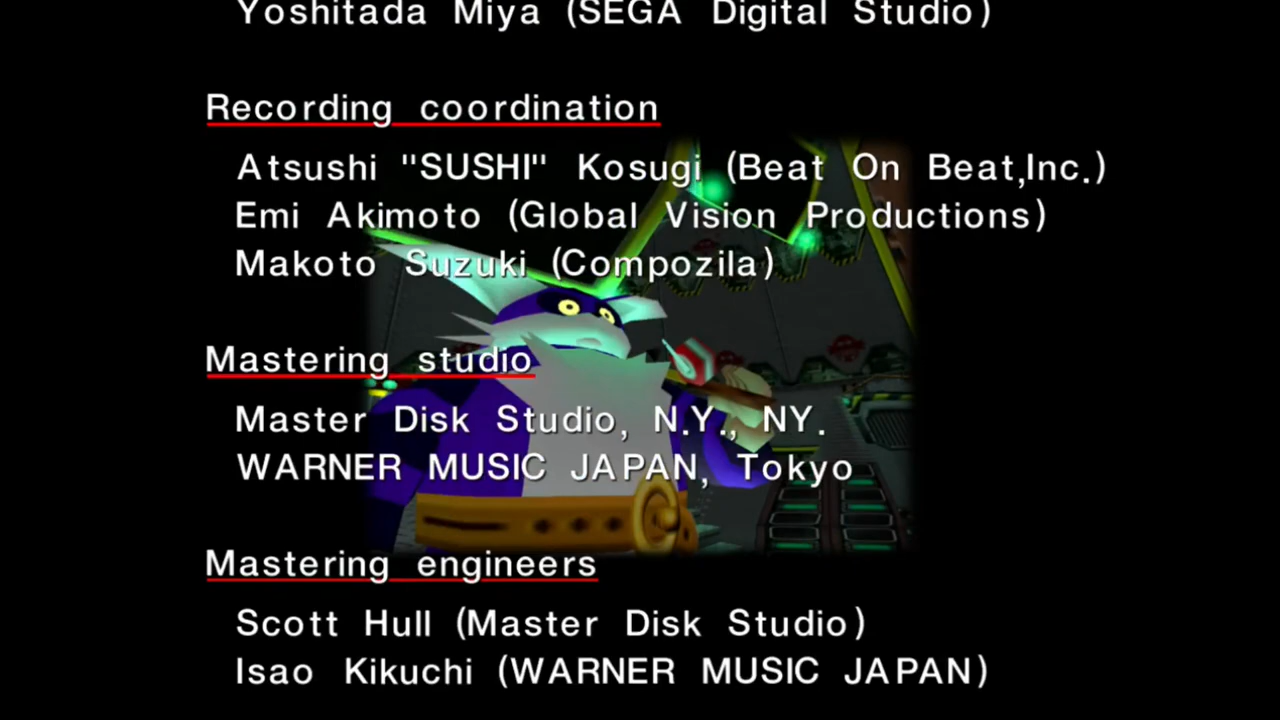 Yoshitada Miya (SEGA Digital Studio)
Recording coordination
Atsushi "SUSHI" Kosugi (Beat On Beat,Inc.)
Emi Akimoto (Global Vision Productions)
Makoto Suzuki (Compozila)
Mastering studio
Master Disk Studio, N.Y., NY.
WARNER MUSIC JAPAN, Tokyo
Mastering engineers
Scott Hull (Master Disk Studio)
Isao Kikuchi (WARNER MUSIC JAPAN)